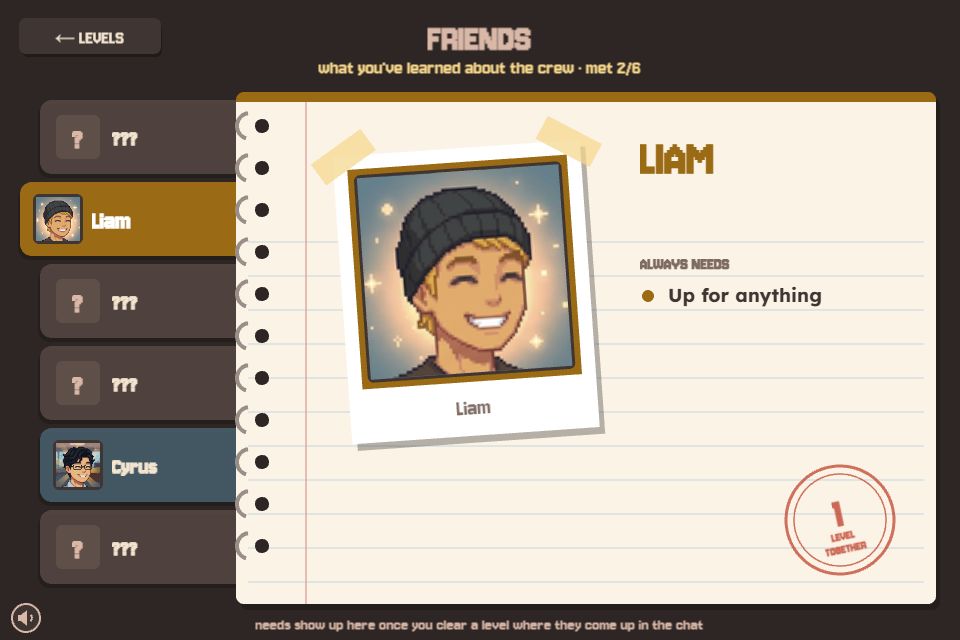 ← LEVELS
FRIENDS
what you've learned about the crew · met 2/6
? ???
Liam
? ???
? ???
Cyrus
? ???
Liam
LIAM
ALWAYS NEEDS
Up for anything
1
LEVEL
TOGETHER
needs show up here once you clear a level where they come up in the chat